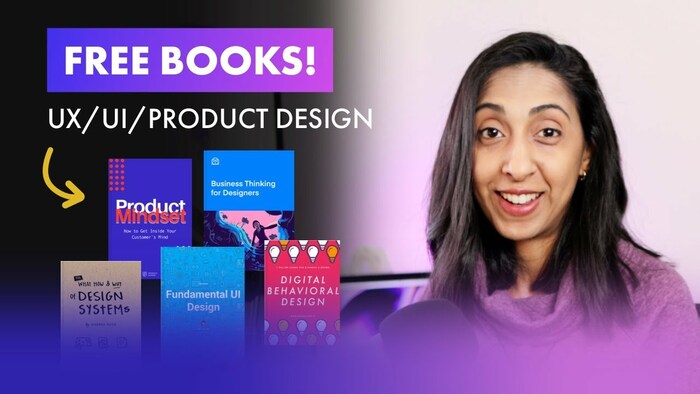 FREE BOOKS!
UX/UI/PRODUCT DESIGN
Product
Mindset
How to Get Inside Your
Customer's Mind
Business Thinking
for Designers
THE
WHAT HOW & WHY
OF DESIGN
SYSTEMS
Fundamental UI
Design
DIGITAL
BEHAVIORAL
DESIGN